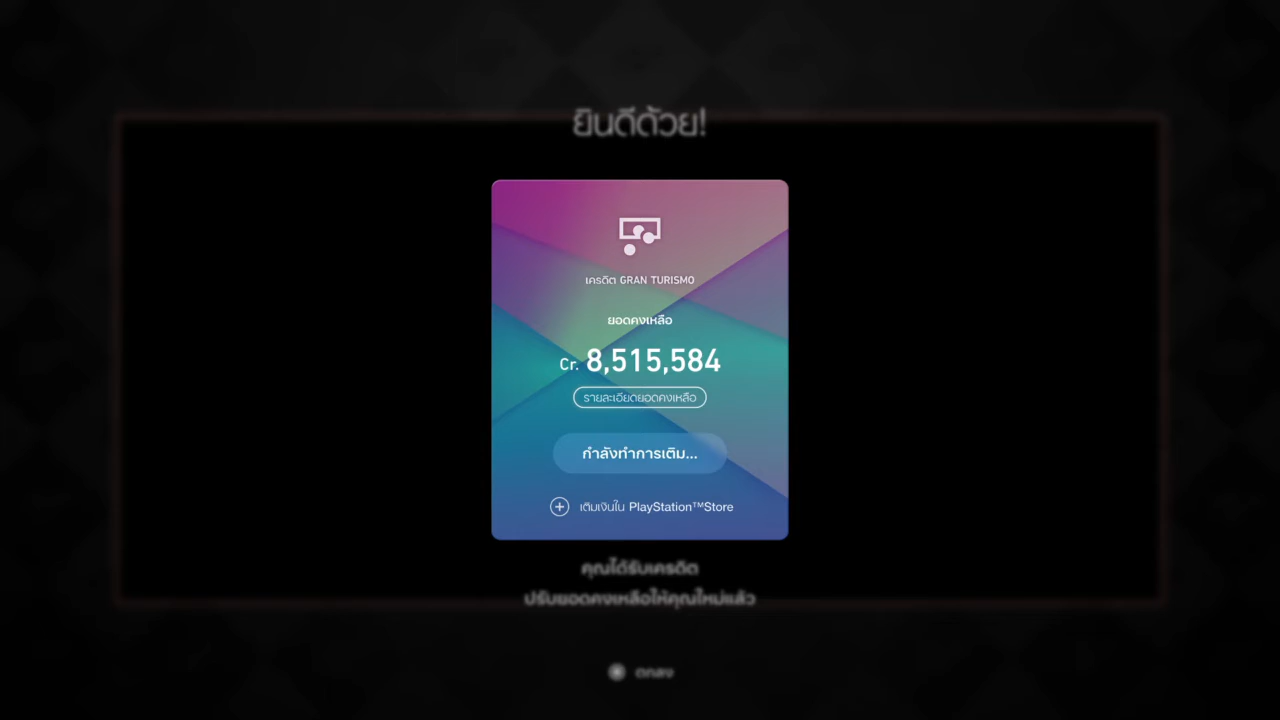 ยินดีด้วย!
เครดิต GRAN TURISMO
ยอดคงเหลือ
Cr. 8,515,584
รายละเอียดยอดคงเหลือ
กำลังทำการเติม...
เติมเงินใน PlayStation™Store
คุณได้รับเครดิต
ปรับยอดคงเหลือให้คุณใหม่แล้ว
ตกลง